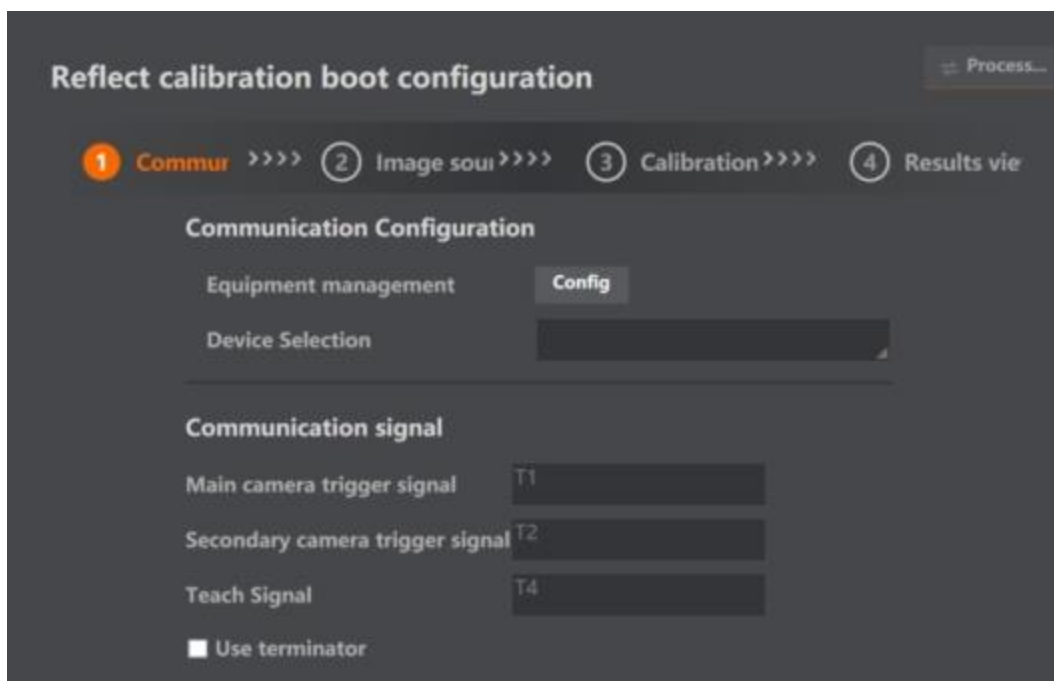 Reflect calibration boot configuration
Process...
1 Commur >>>> 2 Image sour >>>> 3 Calibration >>>> 4 Results vie
Communication Configuration
Equipment management Config
Device Selection
Communication signal
Main camera trigger signal T1
Secondary camera trigger signal T2
Teach Signal T4
Use terminator